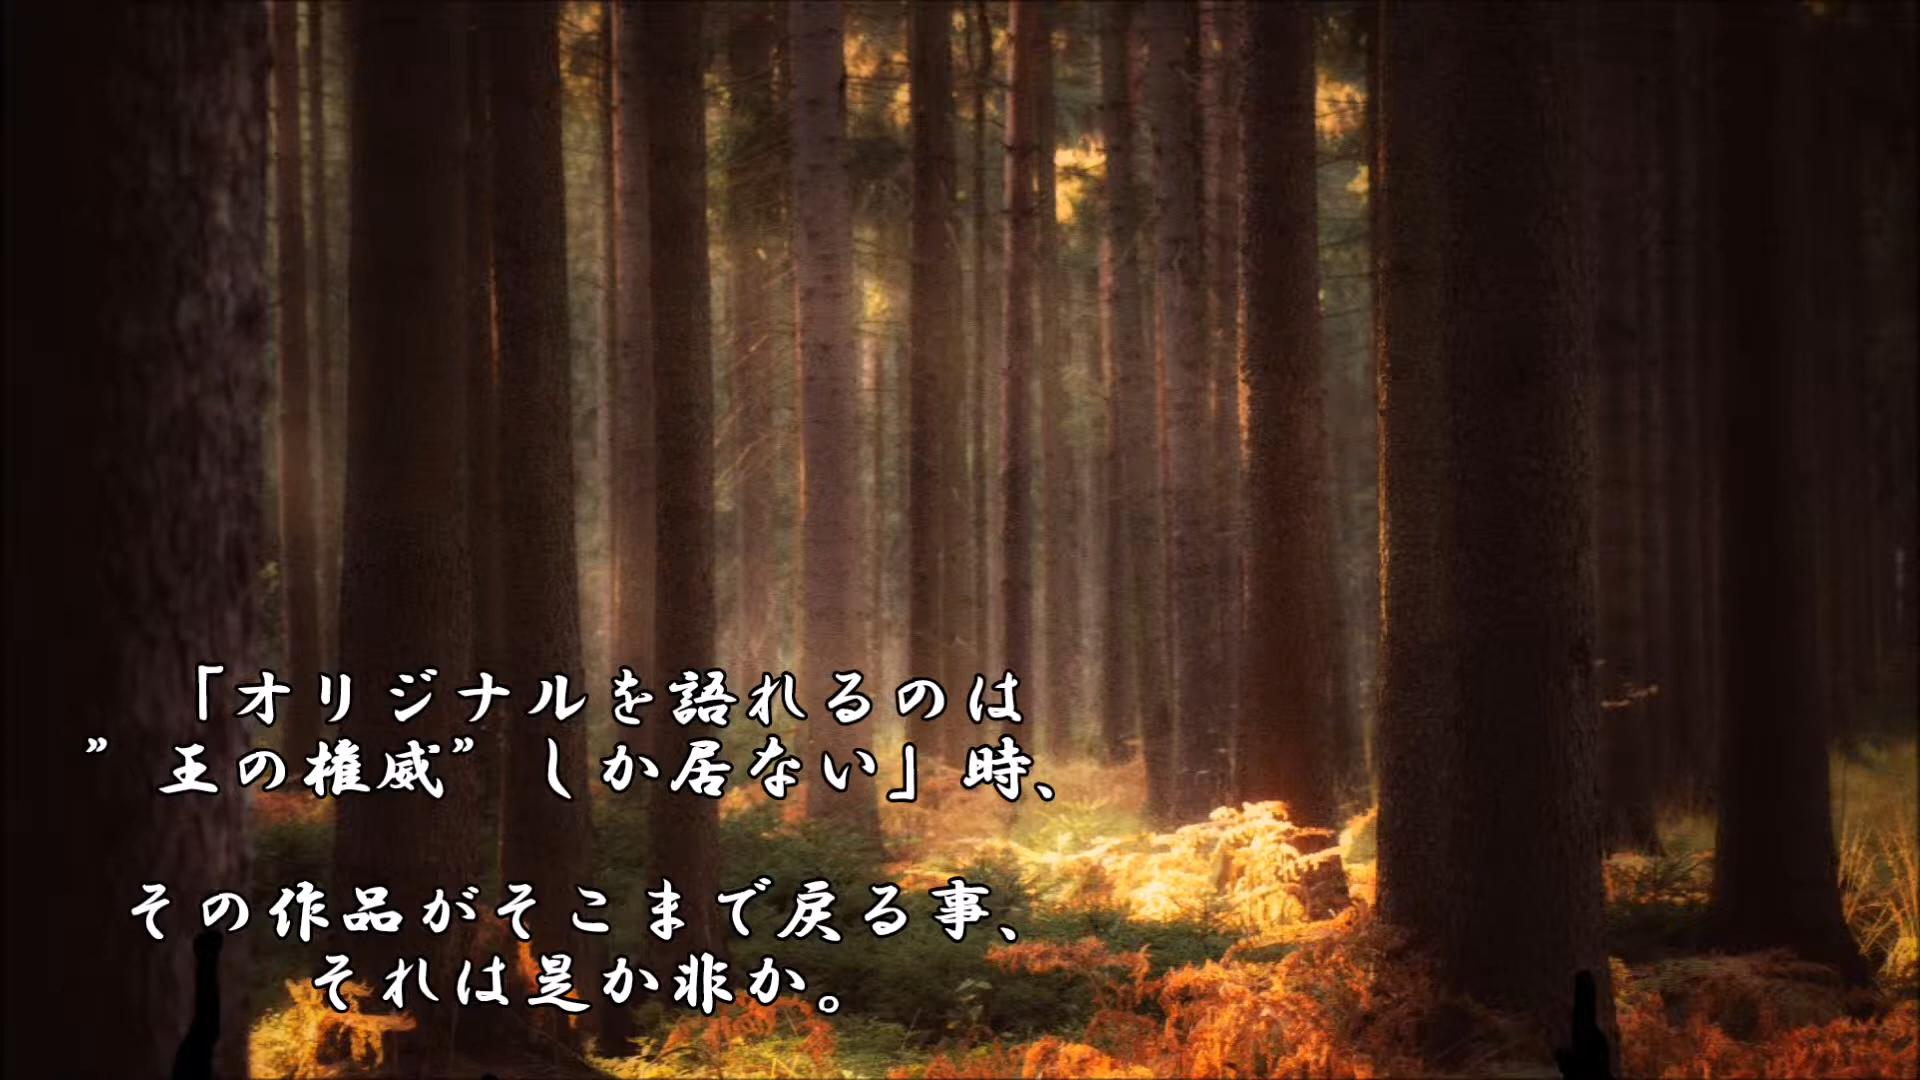 「オリジナルを語れるのは
”王の権威”しか居ない」時、
その作品がそこまで戻る事、
それは是か非か。